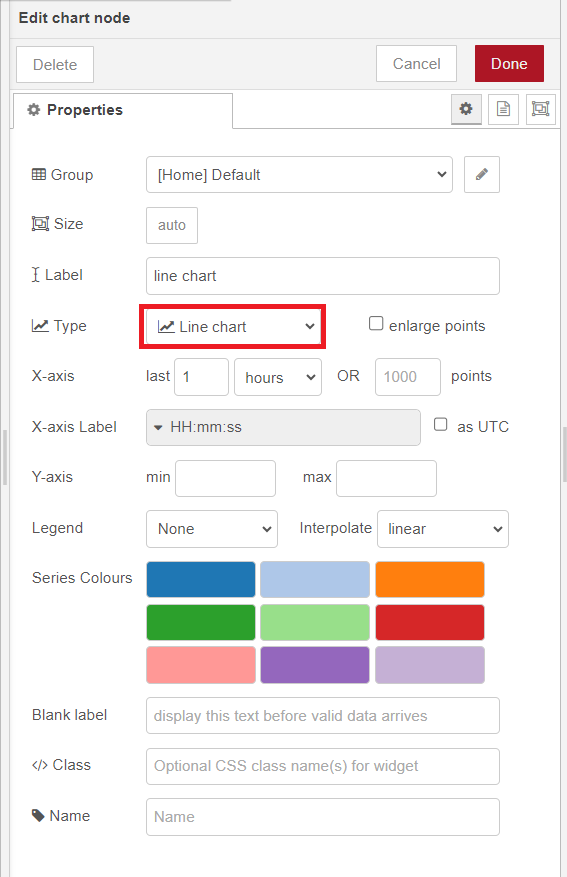 Edit chart node
Delete Cancel Done
Properties
Group [Home] Default
Size auto
Label line chart
Type Line chart enlarge points
X-axis last 1 hours OR 1000 points
X-axis Label HH:mm:ss as UTC
Y-axis min max
Legend None Interpolate linear
Series Colours
Blank label display this text before valid data arrives
</> Class Optional CSS class name(s) for widget
Name Name